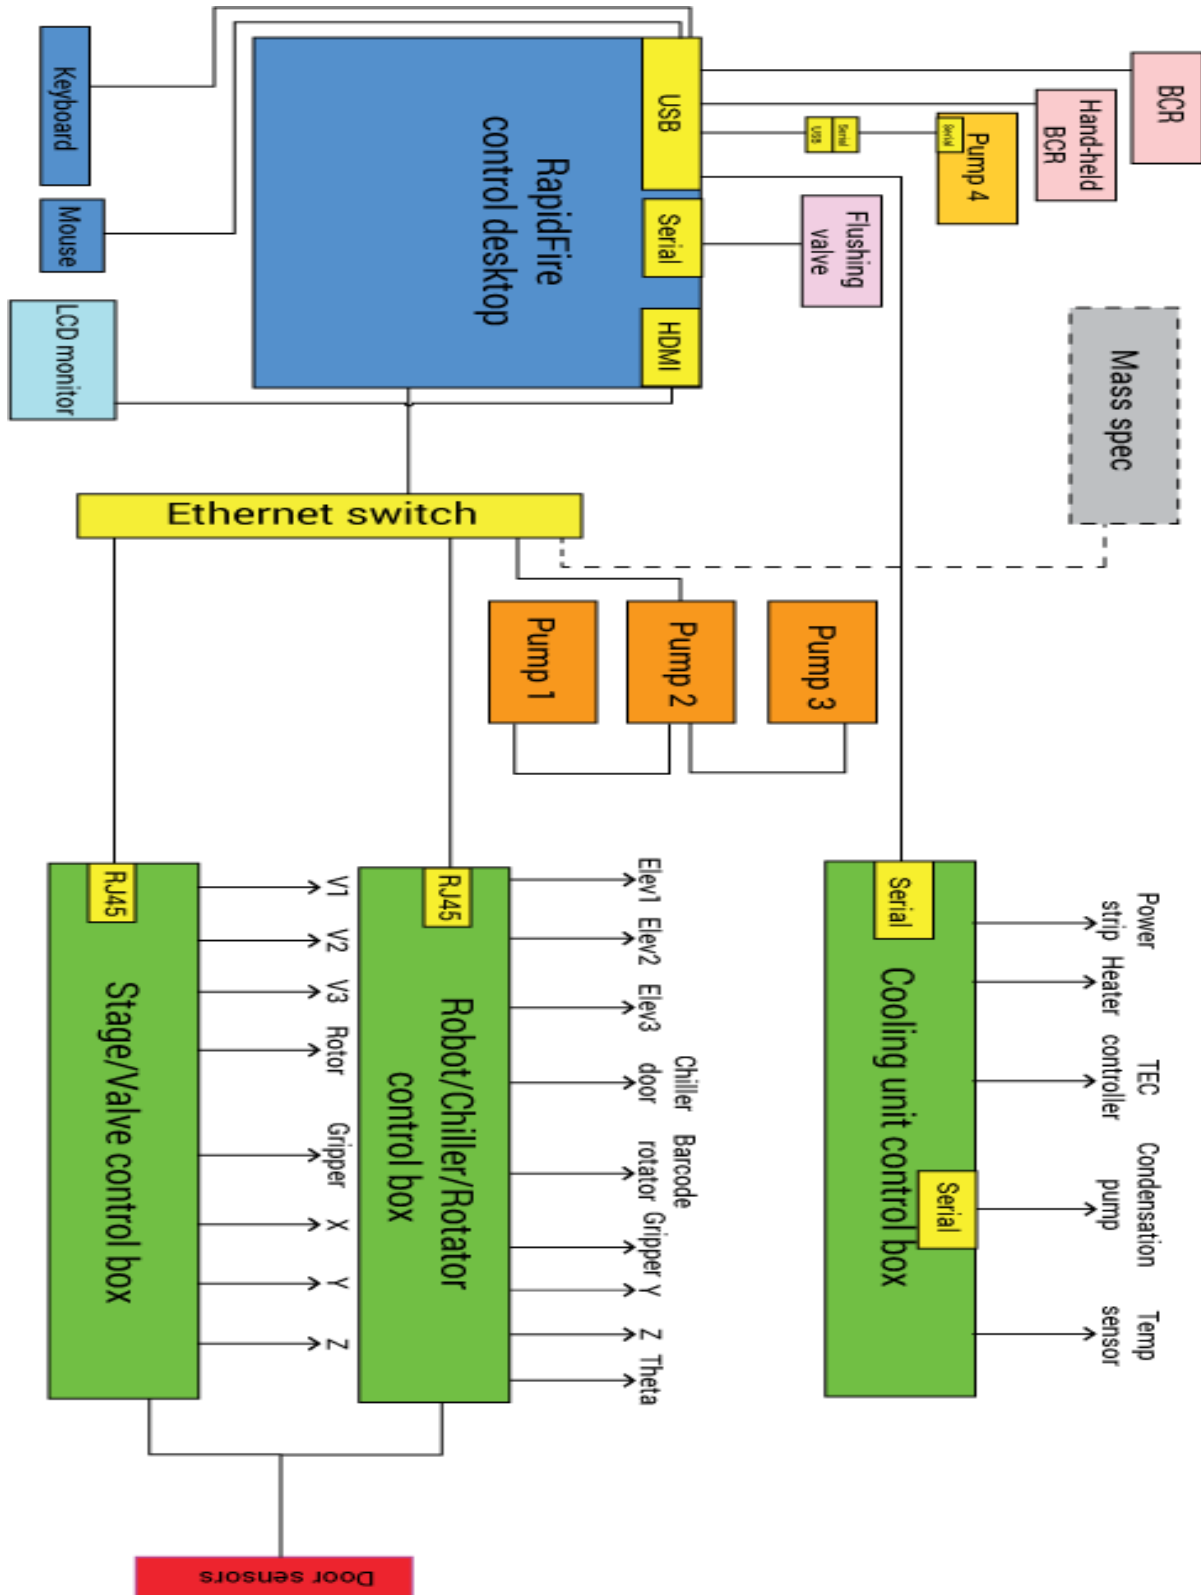 Keyboard
Mouse
LCD monitor
RapidFire
control desktop
USB
Serial
HDMI
BCR
Hand-held
BCR
Pump 4
Serial
Serial
USB
Flushing
valve
Mass spec
Ethernet switch
Pump 1
Pump 2
Pump 3
RJ45
Stage/Valve control box
V1
V2
V3
Rotor
Gripper
X
Y
Z
RJ45
Robot/Chiller/Rotator
control box
Elev1
Elev2
Elev3
Chiller
door
Barcode
rotator
Gripper
Y
Z
Theta
Serial
Cooling unit control box
Serial
Power
strip
Heater
TEC
controller
Condensation
pump
Temp
sensor
Door sensors